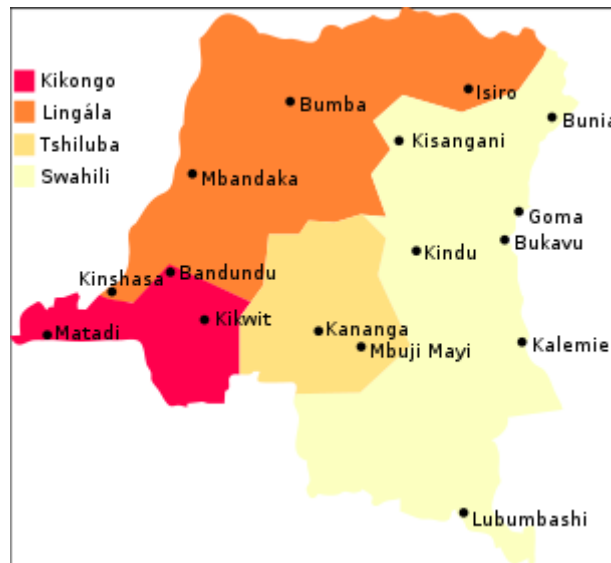 Kikongo
Lingála
Tshiluba
Swahili
Isiro
Bumba
Bunia
Kisangani
Mbandaka
Goma
Bukavu
Kindu
Bandundu
Kinshasa
Kikwit
Matadi
Kananga
Mbuji Mayi
Kalemie
Lubumbashi